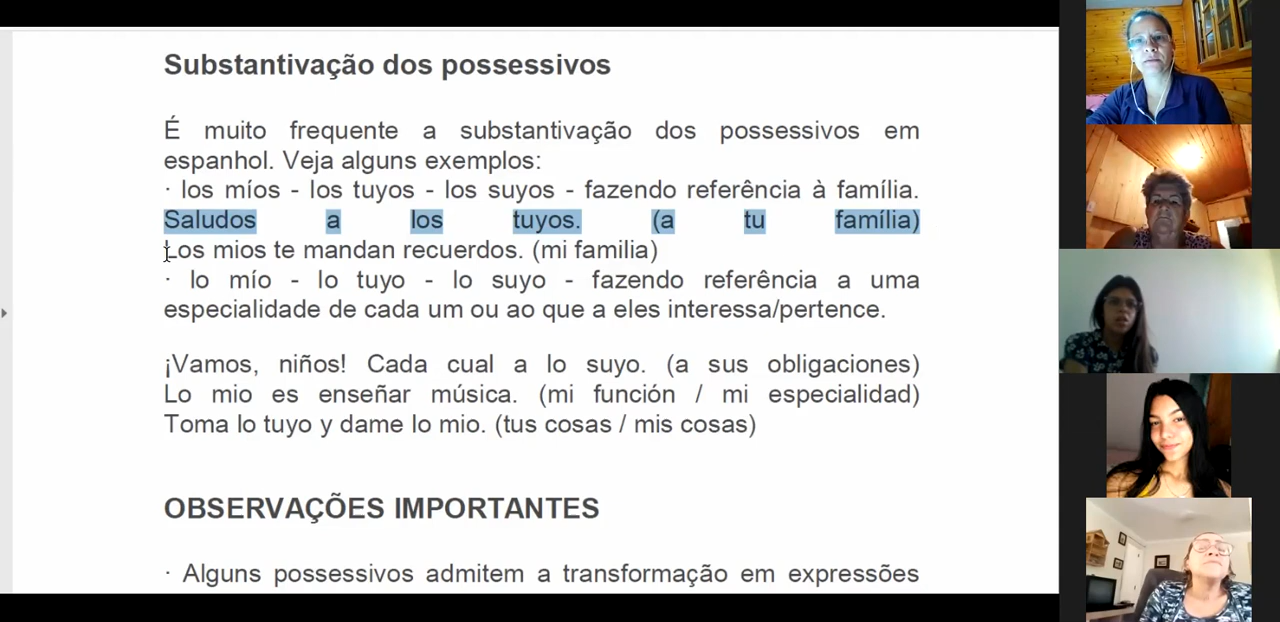 Substantivação dos possessivos
É muito frequente a substantivação dos possessivos em
espanhol. Veja alguns exemplos:
· los míos - los tuyos - los suyos - fazendo referência à família.
Saludos a los tuyos. (a tu família)
Los mios te mandan recuerdos. (mi familia)
· lo mío - lo tuyo - lo suyo - fazendo referência a uma
especialidade de cada um ou ao que a eles interessa/pertence.
¡Vamos, niños! Cada cual a lo suyo. (a sus obligaciones)
Lo mio es enseñar música. (mi función / mi especialidad)
Toma lo tuyo y dame lo mio. (tus cosas / mis cosas)
OBSERVAÇÕES IMPORTANTES
· Alguns possessivos admitem a transformação em expressões